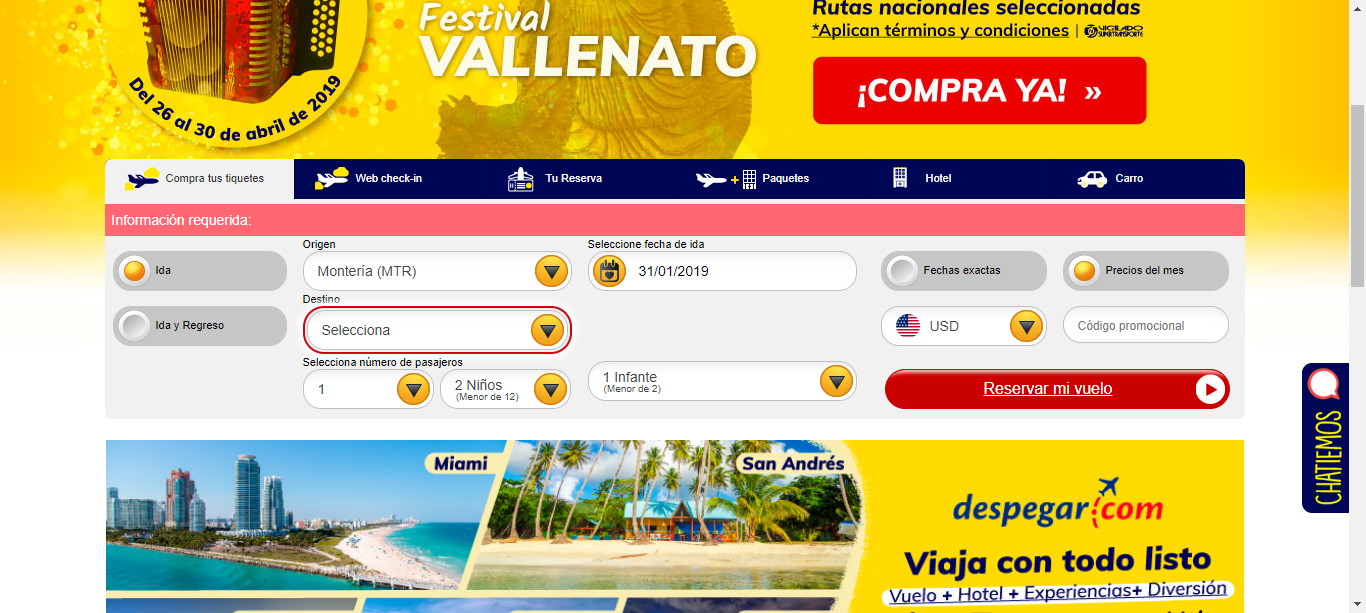 Festival
VALLENATO
Del 26 al 30 de abril de 2019
Rutas nacionales seleccionadas
*Aplican términos y condiciones | VIGILADO
SUPERTRANSPORTE
¡COMPRA YA! »
Compra tus tiquetes
Web check-in
Tu Reserva
+
Paquetes
Hotel
Carro
Información requerida:
Ida
Origen
Montería (MTR)
Seleccione fecha de ida
31/01/2019
Fechas exactas
Precios del mes
Ida y Regreso
Destino
Selecciona
USD
Código promocional
Selecciona número de pasajeros
1
2 Niños
(Menor de 12)
1 Infante
(Menor de 2)
Reservar mi vuelo
CHATIEMOS
Miami
San Andrés
despegar.com
Viaja con todo listo
Vuelo + Hotel + Experiencias+ Diversión